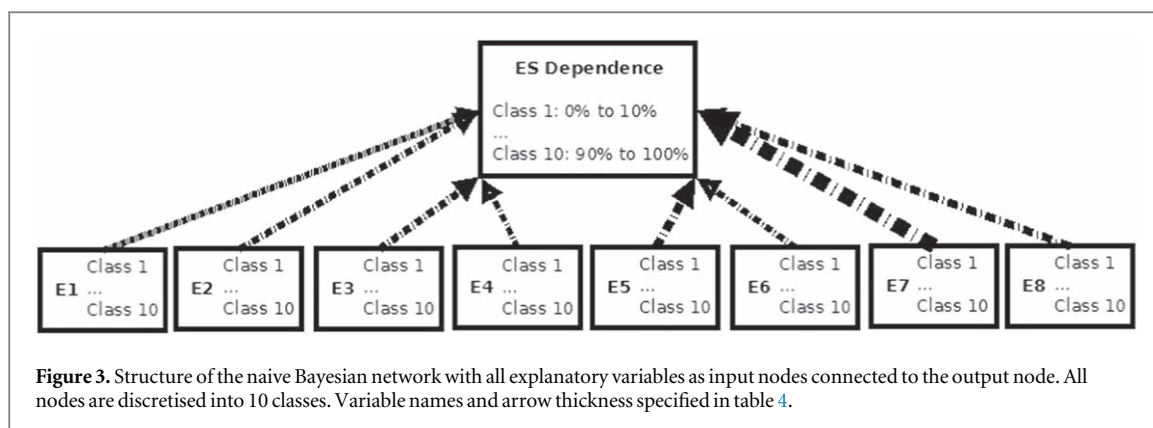 ES Dependence
Class 1: 0% to 10%
...
Class 10: 90% to 100%
Class 1
E1 ...
Class 10
Class 1
E2 ...
Class 10
Class 1
E3 ...
Class 10
Class 1
E4 ...
Class 10
Class 1
E5 ...
Class 10
Class 1
E6 ...
Class 10
Class 1
E7 ...
Class 10
Class 1
E8 ...
Class 10
Figure 3. Structure of the naive Bayesian network with all explanatory variables as input nodes connected to the output node. All
nodes are discretised into 10 classes. Variable names and arrow thickness specified in table 4.